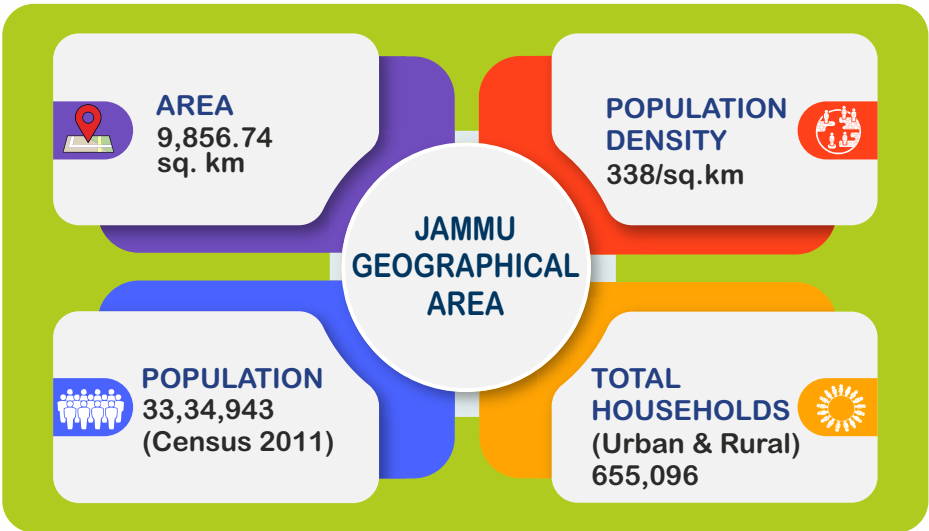 AREA
9,856.74
sq. km
POPULATION
DENSITY
338/sq.km
JAMMU
GEOGRAPHICAL
AREA
POPULATION
33,34,943
(Census 2011)
TOTAL
HOUSEHOLDS
(Urban & Rural)
655,096